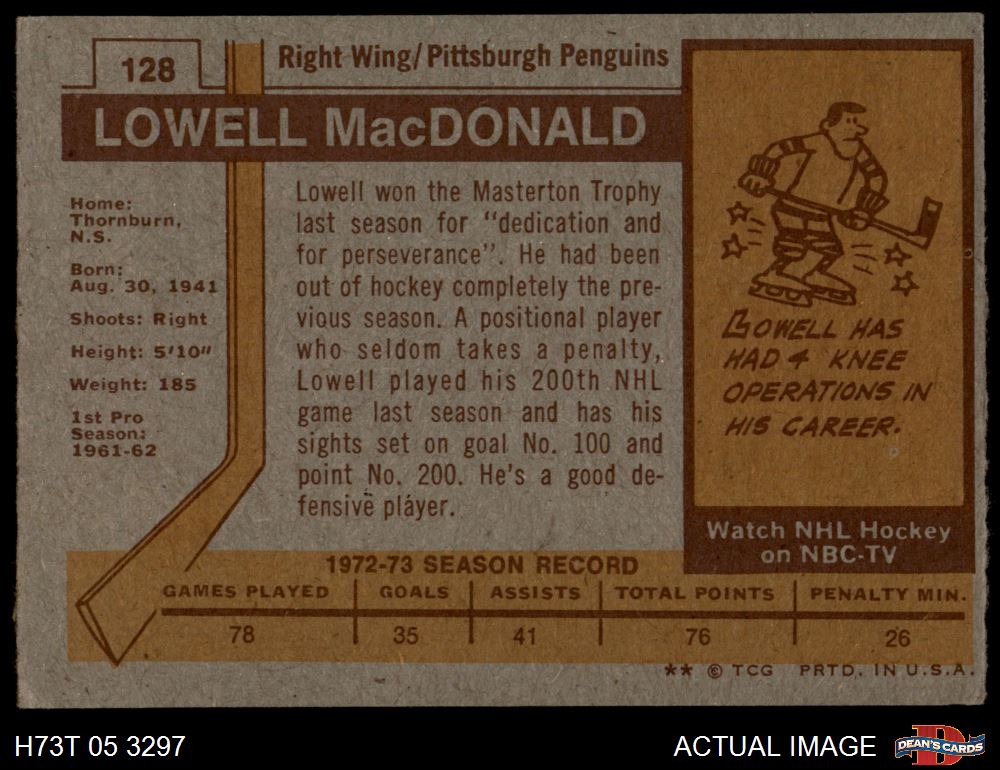 128
Right Wing/Pittsburgh Penguins
LOWELL MacDONALD
Home:
Thornburn,
N.S.
Born:
Aug. 30, 1941
Shoots: Right
Height: 5'10"
Weight: 185
1st Pro
Season:
1961-62
Lowell won the Masterton Trophy
last season for "dedication and
for perseverance". He had been
out of hockey completely the pre-
vious season. A positional player
who seldom takes a penalty,
Lowell played his 200th NHL
game last season and has his
sights set on goal No. 100 and
point No. 200. He's a good de-
fensive player.
LOWELL HAS
HAD 4 KNEE
OPERATIONS IN
HIS CAREER.
Watch NHL Hockey
on NBC-TV
1972-73 SEASON RECORD
GAMES PLAYED GOALS ASSISTS TOTAL POINTS PENALTY MIN.
78 35 41 76 26
** © TCG PRTD. IN U.S.A.
H73T 05 3297
ACTUAL IMAGE
D
DEAN'S CARDS